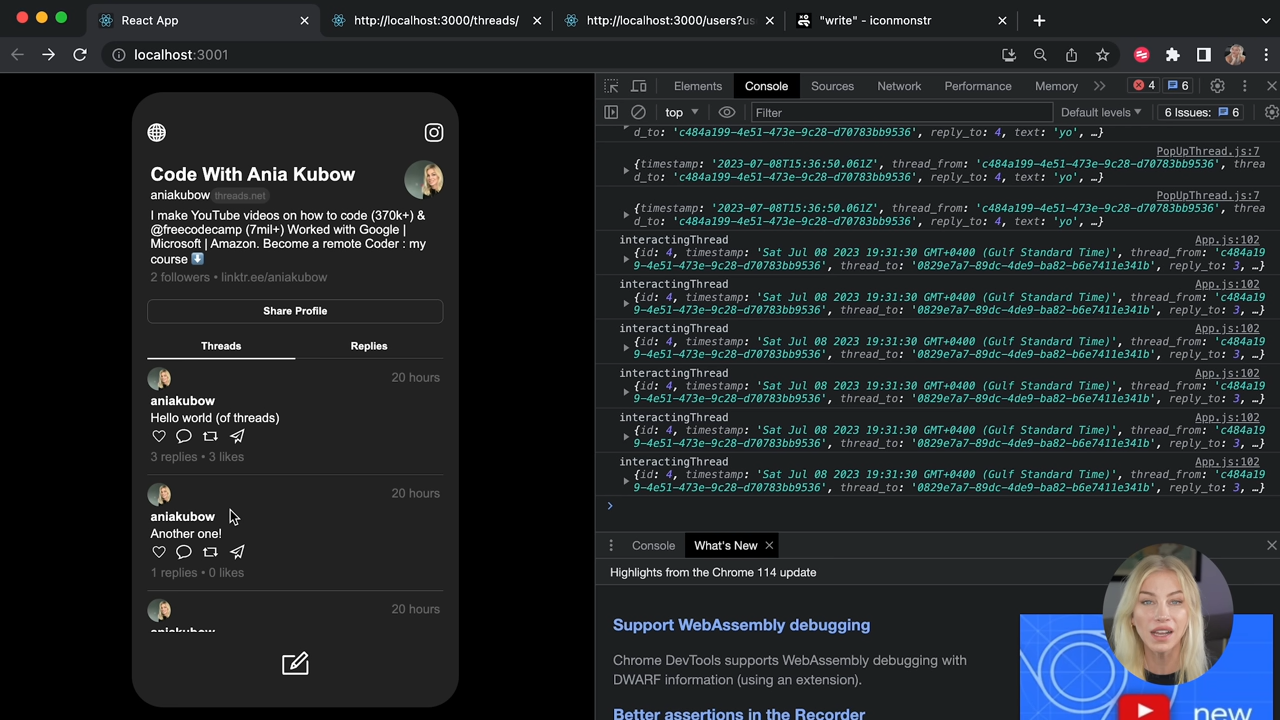 React App
http://localhost:3000/threads/
http://localhost:3000/users?us
"write" - iconmonstr
localhost:3001
Elements
Console
Sources
Network
Performance
Memory
4
6
top
Filter
Default levels
6 Issues:
6
d_to: 'c484a199-4e51-473e-9c28-d70783bb9536', reply_to: 4, text: 'yo', …}
PopUpThread.js:7
{timestamp: '2023-07-08T15:36:50.061Z', thread_from: 'c484a199-4e51-473e-9c28-d70783bb9536', threa
d_to: 'c484a199-4e51-473e-9c28-d70783bb9536', reply_to: 4, text: 'yo', …}
PopUpThread.js:7
{timestamp: '2023-07-08T15:36:50.061Z', thread_from: 'c484a199-4e51-473e-9c28-d70783bb9536', threa
d_to: 'c484a199-4e51-473e-9c28-d70783bb9536', reply_to: 4, text: 'yo', …}
interactingThread App.js:102
{id: 4, timestamp: 'Sat Jul 08 2023 19:31:30 GMT+0400 (Gulf Standard Time)', thread_from: 'c484a19
9-4e51-473e-9c28-d70783bb9536', thread_to: '0829e7a7-89dc-4de9-ba82-b6e7411e341b', reply_to: 3, …}
interactingThread App.js:102
{id: 4, timestamp: 'Sat Jul 08 2023 19:31:30 GMT+0400 (Gulf Standard Time)', thread_from: 'c484a19
9-4e51-473e-9c28-d70783bb9536', thread_to: '0829e7a7-89dc-4de9-ba82-b6e7411e341b', reply_to: 3, …}
interactingThread App.js:102
{id: 4, timestamp: 'Sat Jul 08 2023 19:31:30 GMT+0400 (Gulf Standard Time)', thread_from: 'c484a19
9-4e51-473e-9c28-d70783bb9536', thread_to: '0829e7a7-89dc-4de9-ba82-b6e7411e341b', reply_to: 3, …}
interactingThread App.js:102
{id: 4, timestamp: 'Sat Jul 08 2023 19:31:30 GMT+0400 (Gulf Standard Time)', thread_from: 'c484a19
9-4e51-473e-9c28-d70783bb9536', thread_to: '0829e7a7-89dc-4de9-ba82-b6e7411e341b', reply_to: 3, …}
interactingThread App.js:102
{id: 4, timestamp: 'Sat Jul 08 2023 19:31:30 GMT+0400 (Gulf Standard Time)', thread_from: 'c484a19
9-4e51-473e-9c28-d70783bb9536', thread_to: '0829e7a7-89dc-4de9-ba82-b6e7411e341b', reply_to: 3, …}
interactingThread App.js:102
{id: 4, timestamp: 'Sat Jul 08 2023 19:31:30 GMT+0400 (Gulf Standard Time)', thread_from: 'c484a19
9-4e51-473e-9c28-d70783bb9536', thread_to: '0829e7a7-89dc-4de9-ba82-b6e7411e341b', reply_to: 3, …}
Code With Ania Kubow
aniakubow threads.net
I make YouTube videos on how to code (370k+) &
@freecodecamp (7mil+) Worked with Google |
Microsoft | Amazon. Become a remote Coder : my
course ⬇️
2 followers • linktr.ee/aniakubow
Share Profile
Threads
Replies
20 hours
aniakubow
Hello world (of threads)
3 replies • 3 likes
20 hours
aniakubow
Another one!
1 replies • 0 likes
20 hours
aniakubow
Console
What's New
Highlights from the Chrome 114 update
Support WebAssembly debugging
Chrome DevTools supports WebAssembly debugging with
DWARF information (using an extension).
Better assertions in the Recorder
new